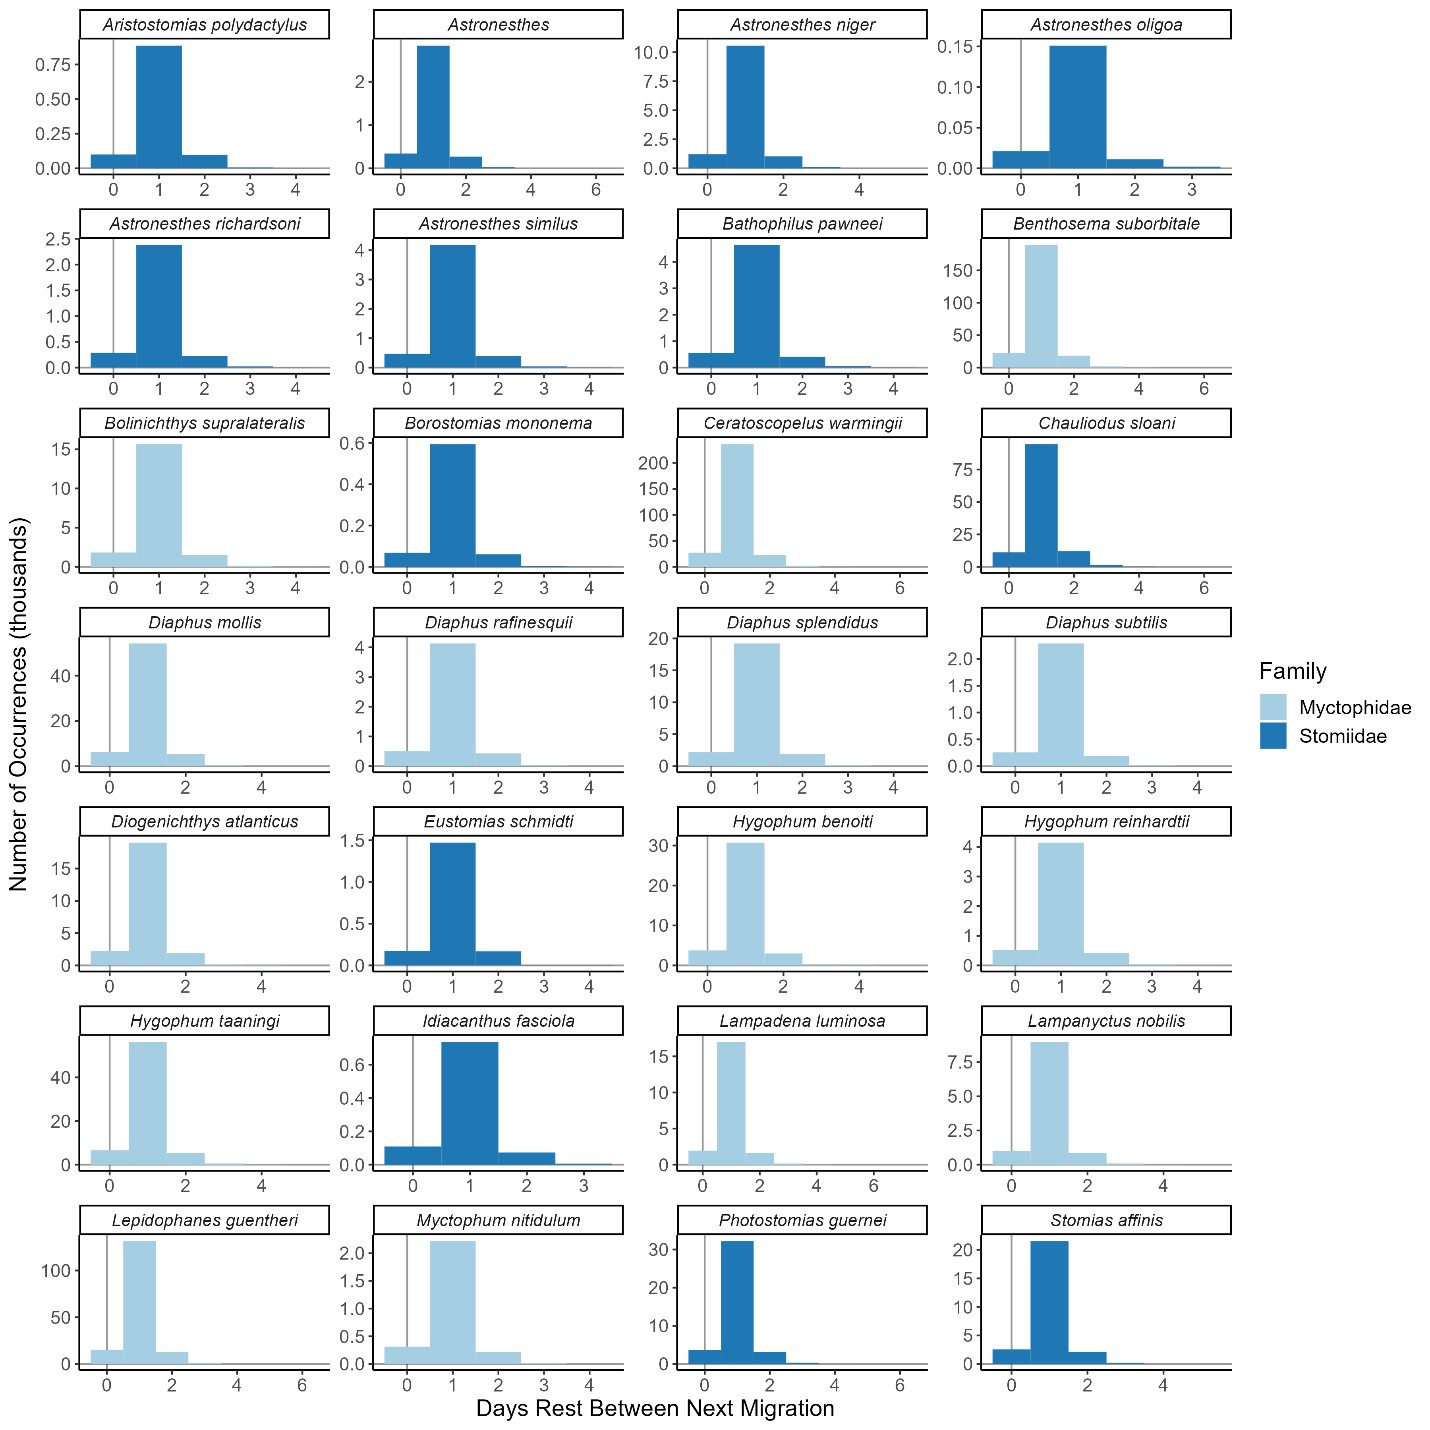 Aristostomias polydactylus
Astronesthes
Astronesthes niger
Astronesthes oligoa
0.75
0.50
0.25
0.00
0 1 2 3 4
2
1
0
0 2 4 6
10.0
7.5
5.0
2.5
0.0
0 2 4
0.15
0.10
0.05
0.00
0 1 2 3
Astronesthes richardsoni
Astronesthes similus
Bathophilus pawneei
Benthosema suborbitale
2.5
2.0
1.5
1.0
0.5
0.0
0 1 2 3 4
4
3
2
1
0
0 1 2 3 4
4
3
2
1
0
0 1 2 3 4
150
100
50
0
0 2 4 6
Bolinichthys supralateralis
Borostomias mononema
Ceratoscopelus warmingii
Chauliodus sloani
15
10
5
0
0 1 2 3 4
0.6
0.4
0.2
0.0
0 1 2 3 4
200
150
100
50
0
0 2 4 6
75
50
25
0
0 2 4 6
Diaphus mollis
Diaphus rafinesquii
Diaphus splendidus
Diaphus subtilis
40
20
0
0 2 4
4
3
2
1
0
0 1 2 3 4
20
15
10
5
0
0 1 2 3 4
2.0
1.5
1.0
0.5
0.0
0 1 2 3 4
Diogenichthys atlanticus
Eustomias schmidti
Hygophum benoiti
Hygophum reinhardtii
15
10
5
0
0 2 4
1.5
1.0
0.5
0.0
0 1 2 3 4
30
20
10
0
0 2 4
4
3
2
1
0
0 1 2 3 4
Hygophum taaningi
Idiacanthus fasciola
Lampadena luminosa
Lampanyctus nobilis
40
20
0
0 2 4
0.6
0.4
0.2
0.0
0 1 2 3
15
10
5
0
0 2 4 6
7.5
5.0
2.5
0.0
0 2 4
Lepidophanes guentheri
Myctophum nitidulum
Photostomias guernei
Stomias affinis
100
50
0
0 2 4 6
2.0
1.5
1.0
0.5
0.0
0 1 2 3 4
30
20
10
0
0 2 4 6
20
15
10
5
0
0 2 4
Number of Occurrences (thousands)
Days Rest Between Next Migration
Family
Myctophidae
Stomiidae